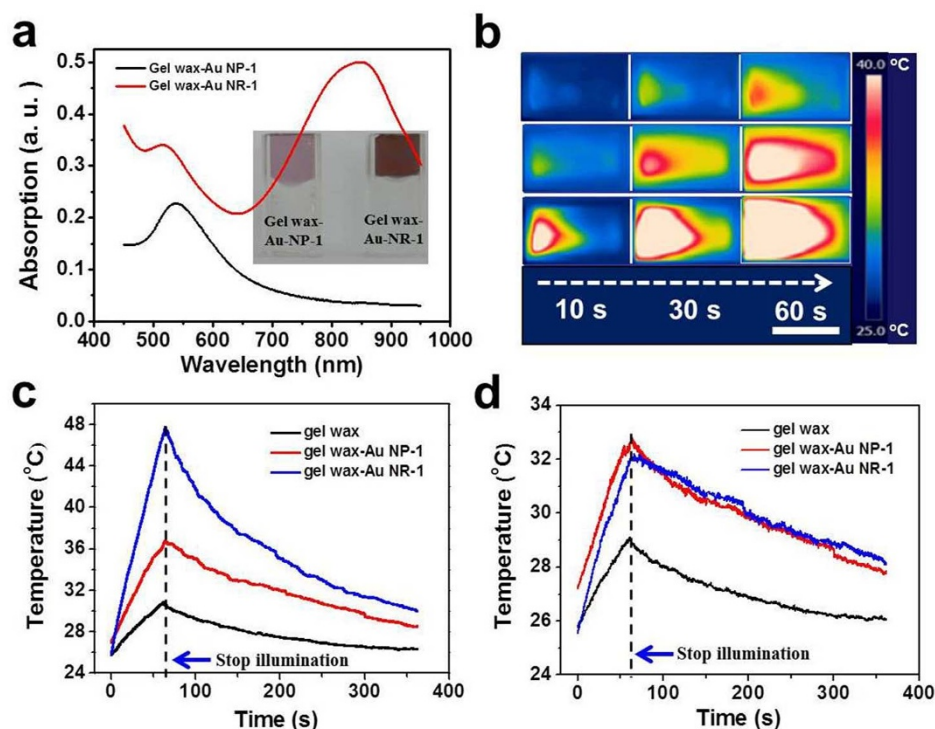 a
Gel wax-Au NP-1
Gel wax-Au NR-1
0.5
0.4
0.3
0.2
0.1
0.0
Absorption (a. u.)
Gel wax-
Au-NP-1
Gel wax-
Au-NR-1
400 500 600 700 800 900 1000
Wavelength (nm)
b
40.0 °C
10 s 30 s 60 s
25.0 °C
c
gel wax
gel wax-Au NP-1
gel wax-Au NR-1
48
44
40
36
32
28
24
Temperature (°C)
Stop illumination
0 100 200 300 400
Time (s)
d
gel wax
gel wax-Au NP-1
gel wax-Au NR-1
34
32
30
28
26
24
Temperature (°C)
Stop illumination
0 100 200 300 400
Time (s)